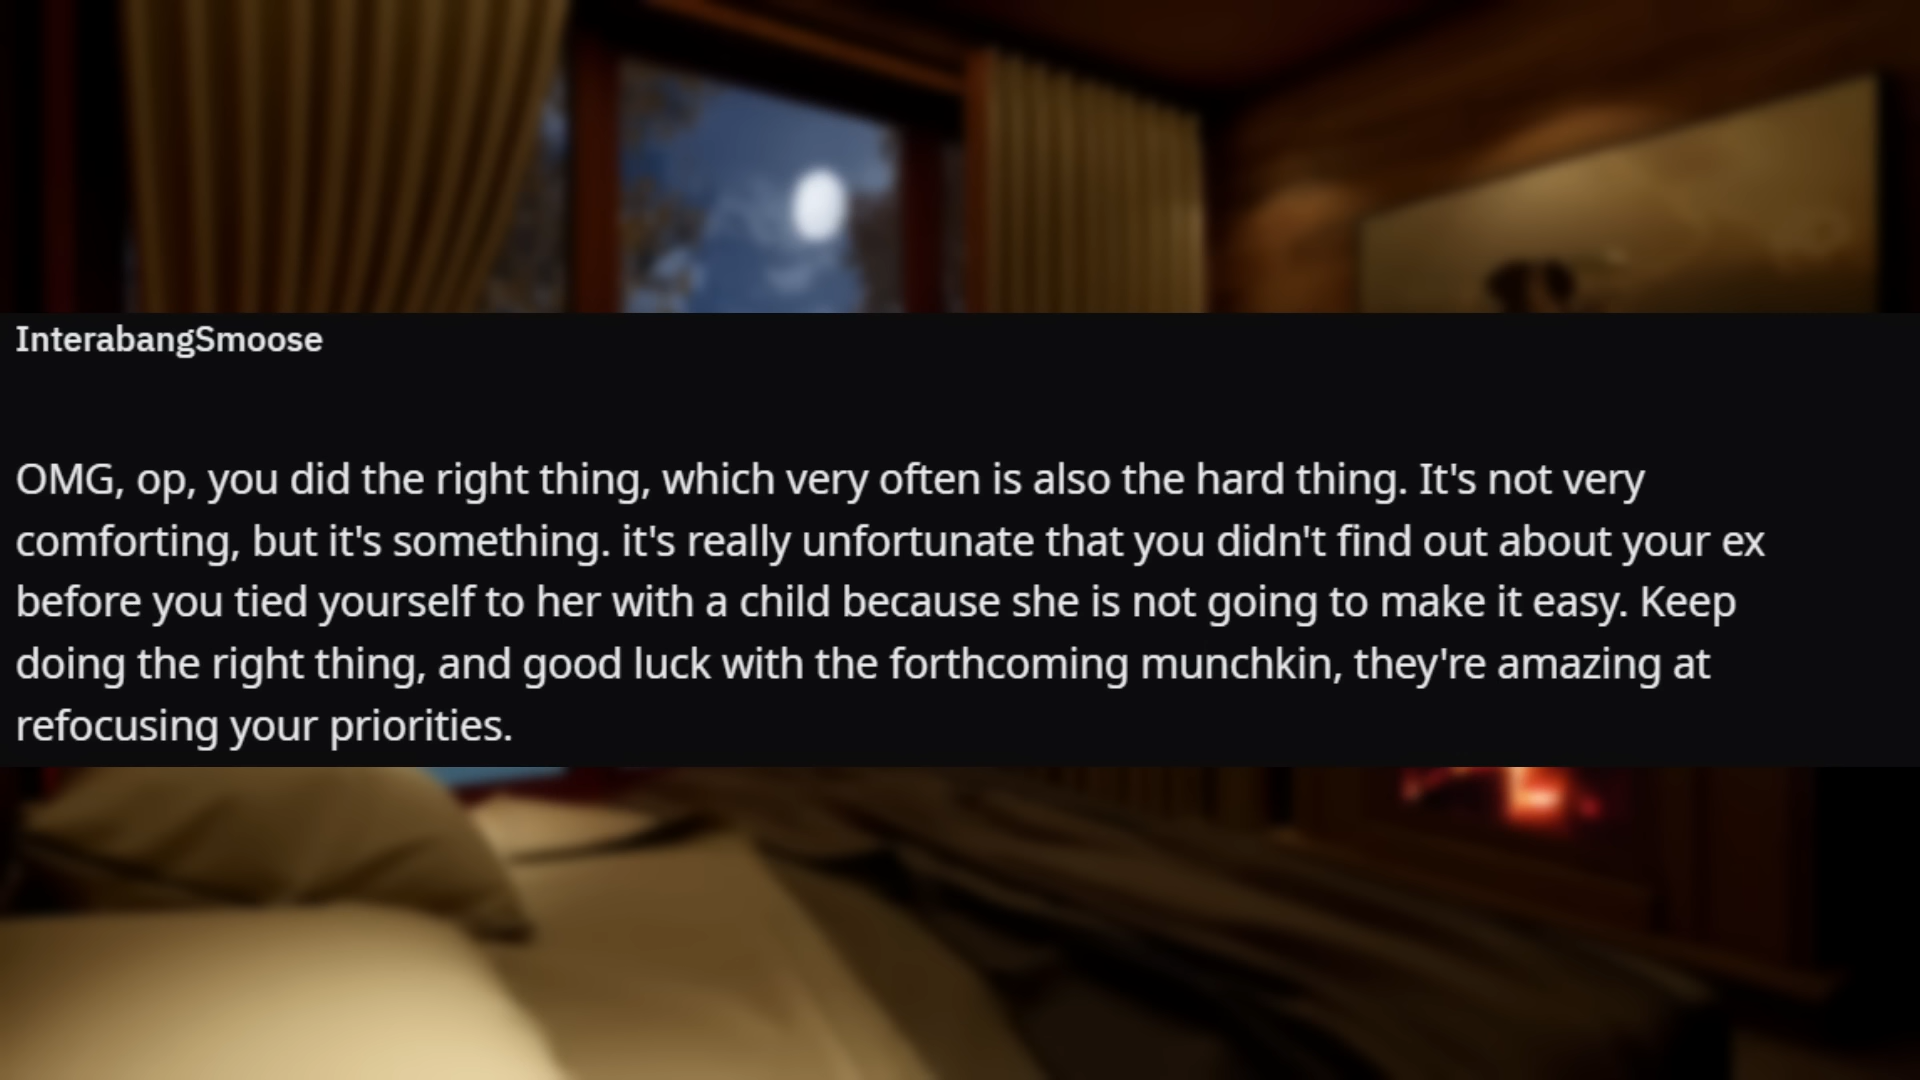 InterabangSmoose
OMG, op, you did the right thing, which very often is also the hard thing. It's not very
comforting, but it's something. it's really unfortunate that you didn't find out about your ex
before you tied yourself to her with a child because she is not going to make it easy. Keep
doing the right thing, and good luck with the forthcoming munchkin, they're amazing at
refocusing your priorities.